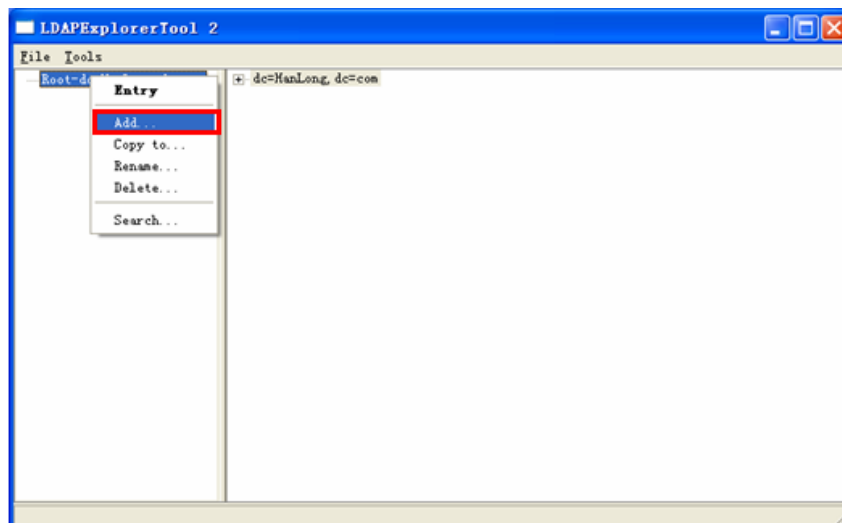 LDAPExplorerTool 2
File Tools
dc=HanLong, dc=com
Entry
Add...
Copy to...
Rename...
Delete...
Search...